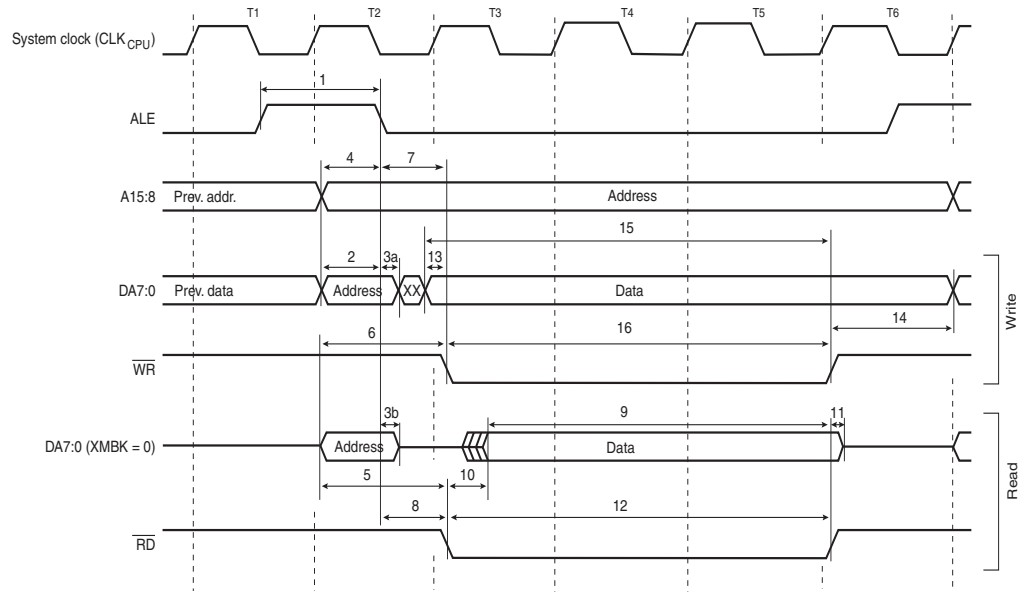 T1 T2 T3 T4 T5 T6
System clock (CLK CPU)
1
ALE
4 7
A15:8 Prev. addr. Address
15
2 3a 13
DA7:0 Prev. data Address XX Data
Write
6 16 14
WR
3b 9 11
DA7:0 (XMBK = 0) Address Data
Read
5 10
8 12
RD